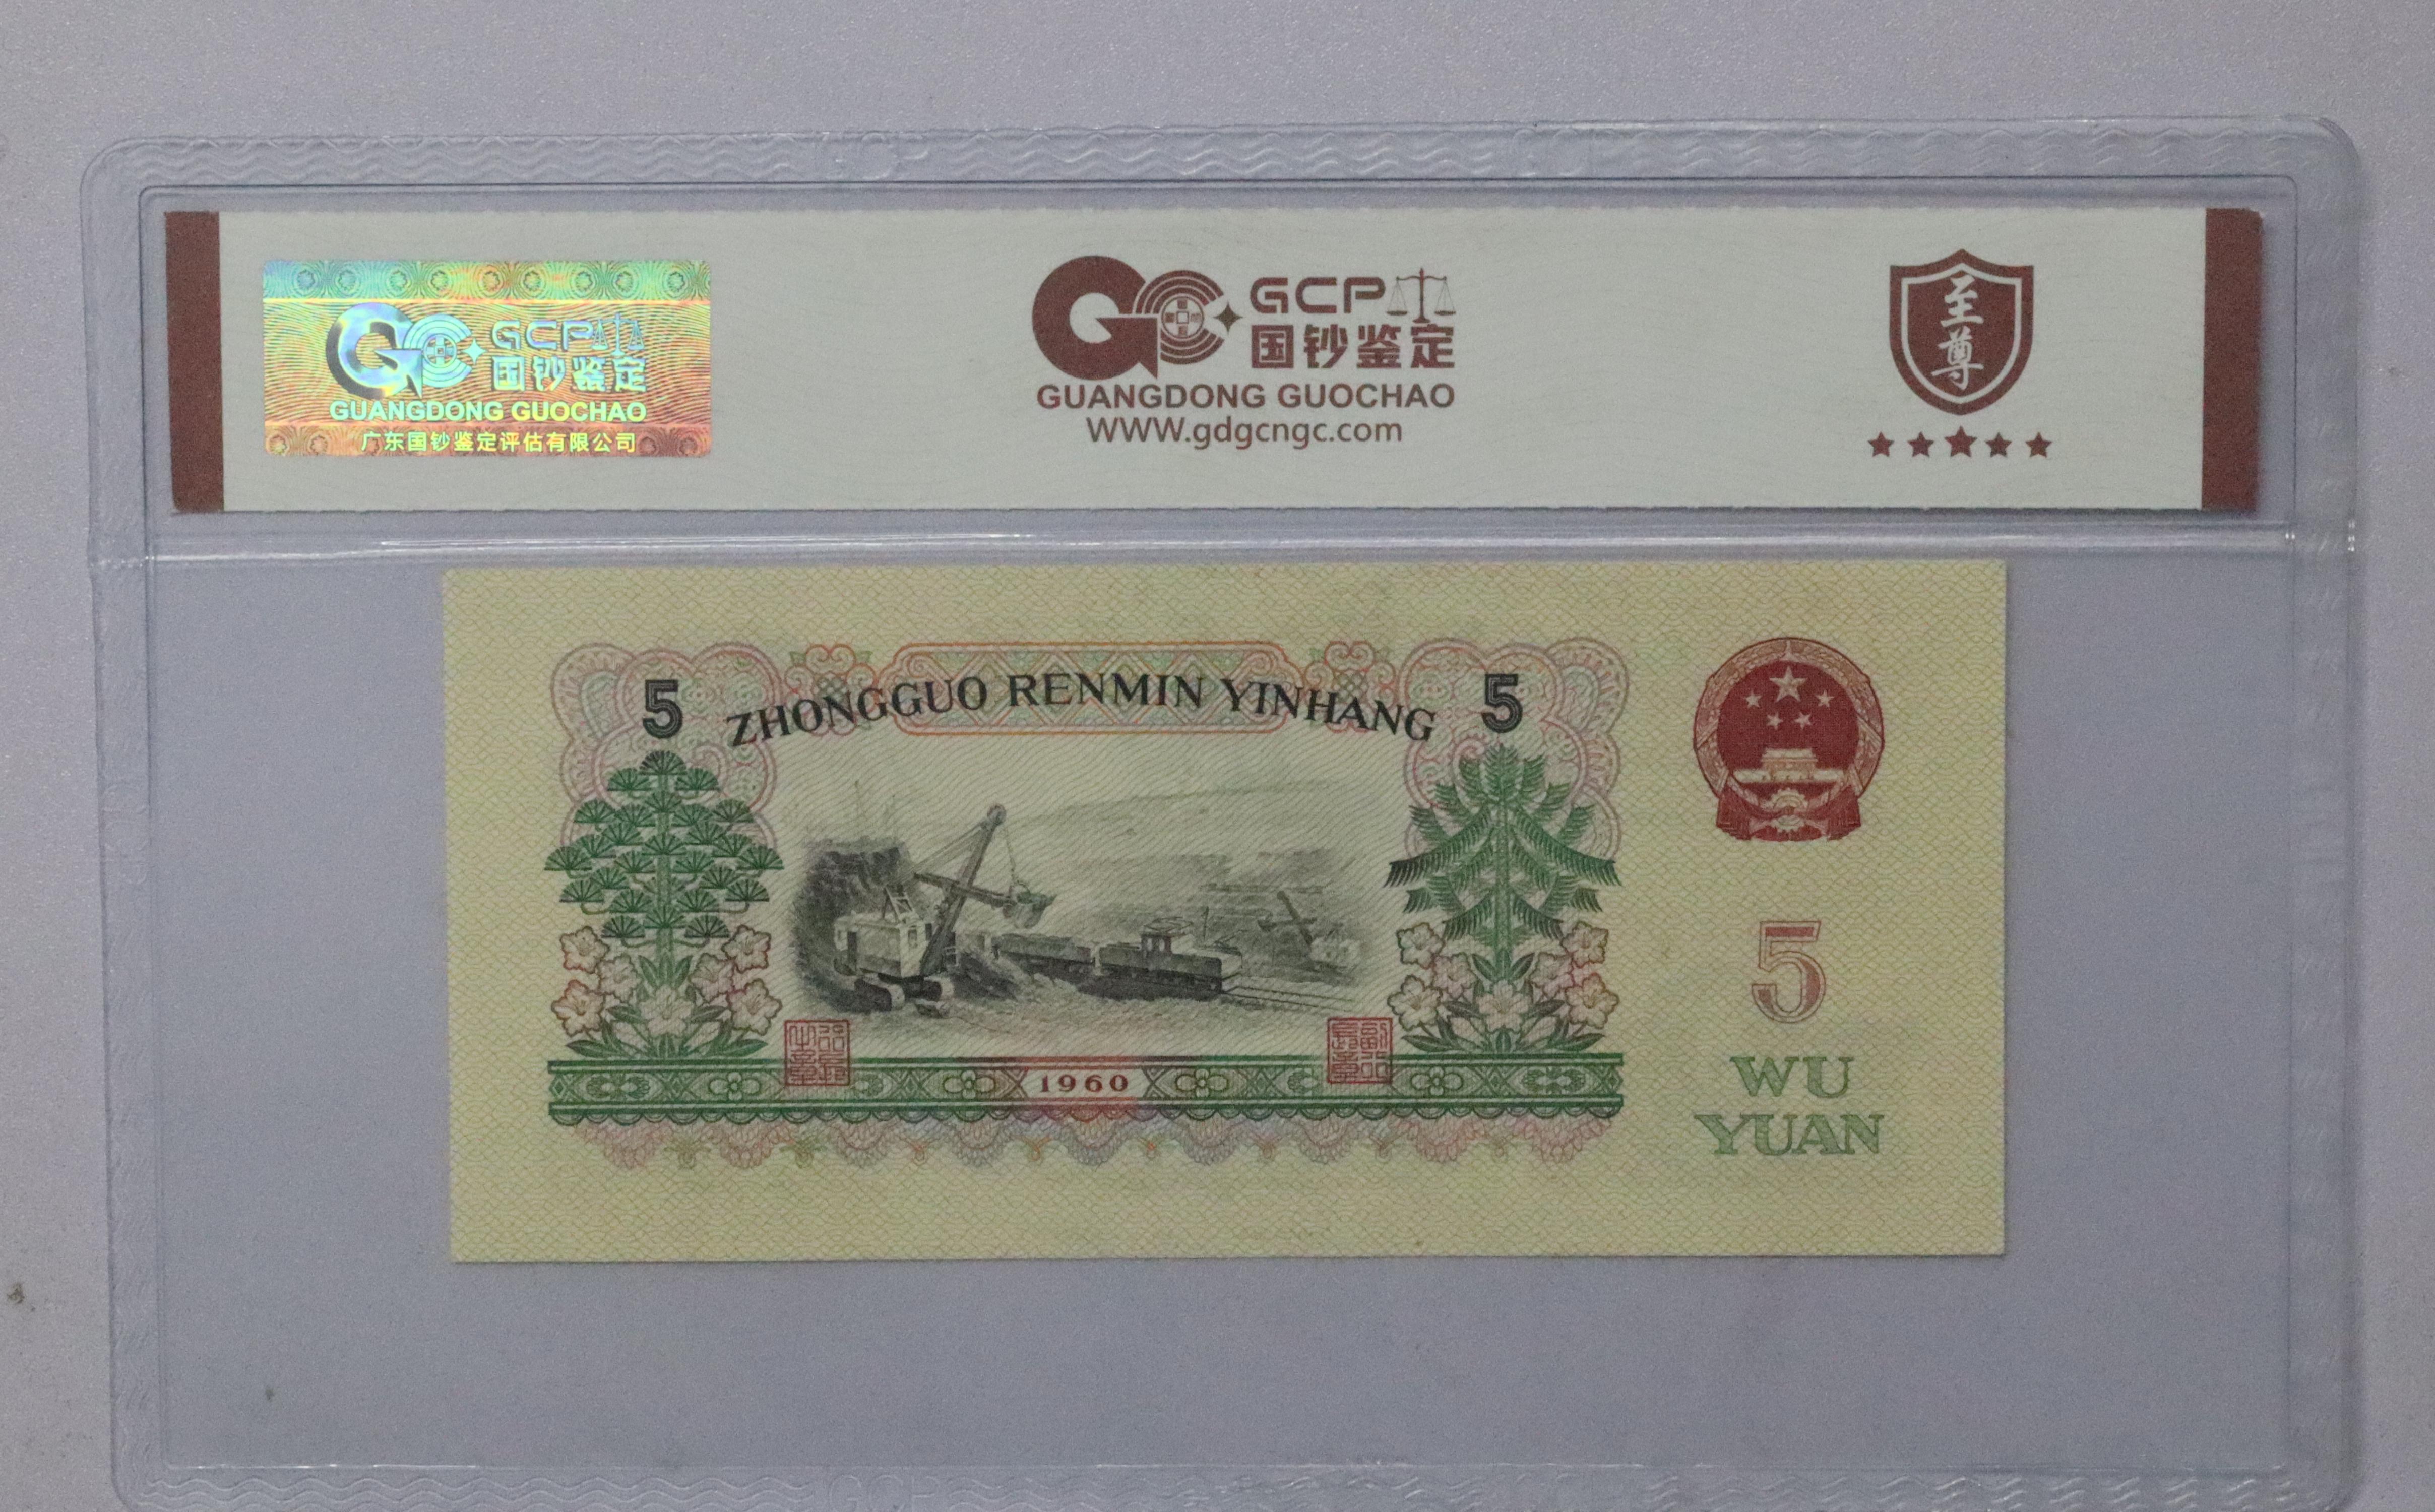 GCP
国钞鉴定
GUANGDONG GUOCHAO
广东国钞鉴定评估有限公司
GCP
国钞鉴定
GUANGDONG GUOCHAO
WWW.gdgcngc.com
至
尊
5 ZHONGGUO RENMIN YINHANG 5
5
WU
YUAN
1960